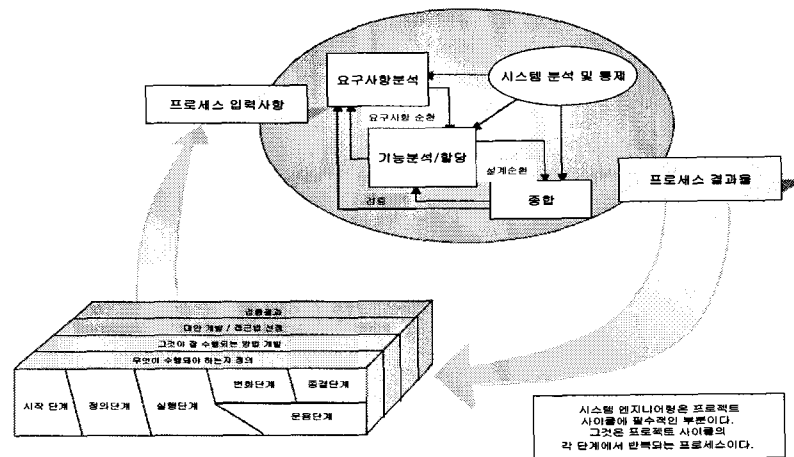 요구사항분석
시스템 분석 및 통제
프로세스 입력사항
요구사항 순환
기능분석/할당
설계순환
프로세스 결과물
종합
검증
검증결과
대안 개발 / 접근법 선정
그것이 잘 수행되는 방법 개발
무엇이 수행돼야 하는지 정의
시작 단계
정의단계
실행단계
변화단계
종결단계
운용단계
시스템 엔지니어링은 프로젝트
사이클에 필수적인 부분이다.
그것은 프로젝트 사이클의
각 단계에서 반복되는 프로세스이다.